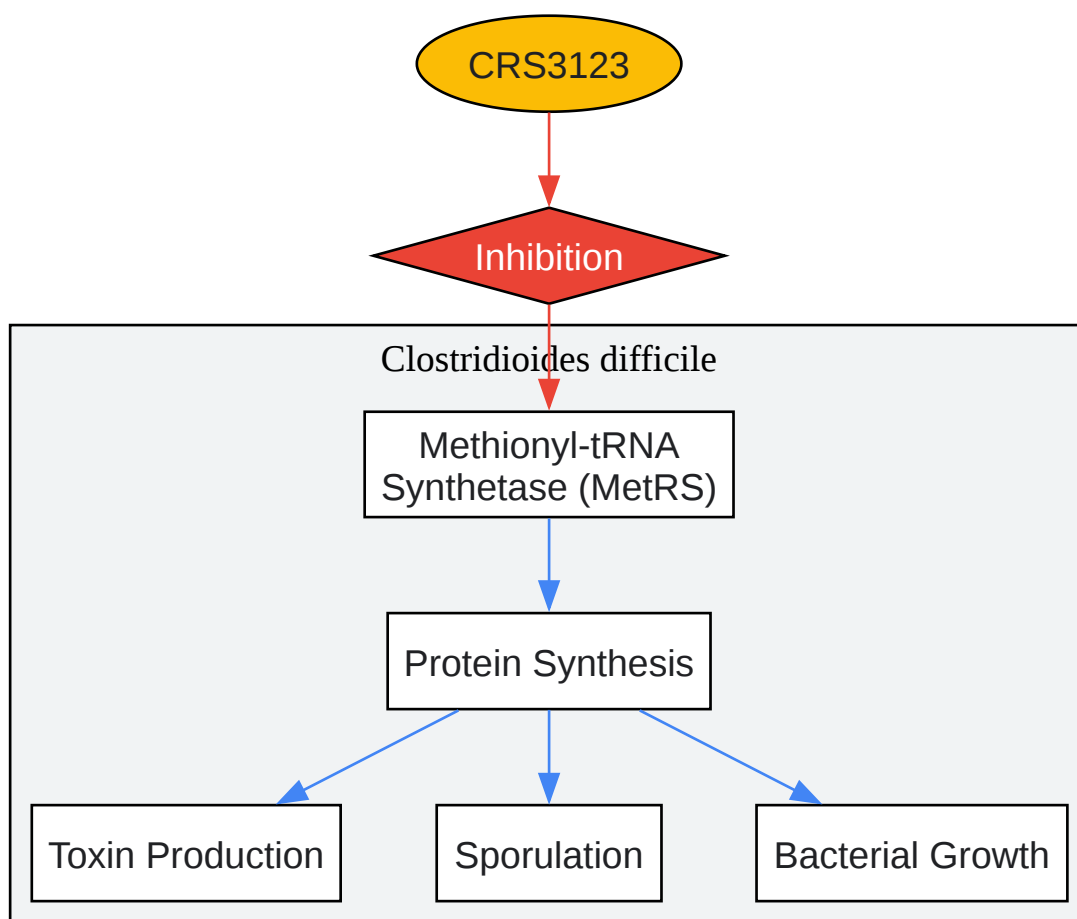 CRS3123
Inhibition
Clostridioides difficile
Methionyl-tRNA
Synthetase (MetRS)
Protein Synthesis
Toxin Production
Sporulation
Bacterial Growth